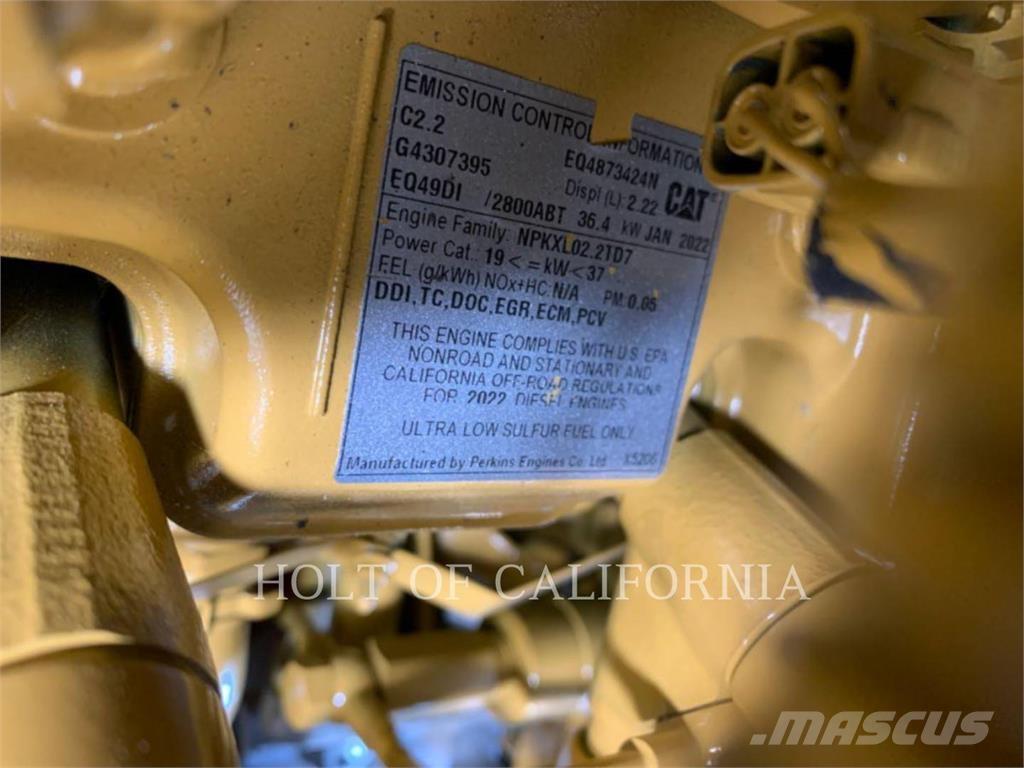 EMISSION CONTROL INFORMATION
C2.2 EQ4873424N
G4307395 Displ (L): 2.22 CAT
EQ49DI /2800ABT 36.4 kW JAN 2022
Engine Family: NPKXL02.2TD7
Power Cat.: 19 < = kW < 37
FEL (g/kWh) NOx+HC: N/A PM: 0.05
DDI,TC,DOC,EGR,ECM,PCV
THIS ENGINE COMPLIES WITH U.S. EPA
NONROAD AND STATIONARY AND
CALIFORNIA OFF-ROAD REGULATIONS
FOR 2022 DIESEL ENGINES
ULTRA LOW SULFUR FUEL ONLY
Manufactured by Perkins Engines Co. Ltd.
HOLT OF CALIFORNIA
MASCUS